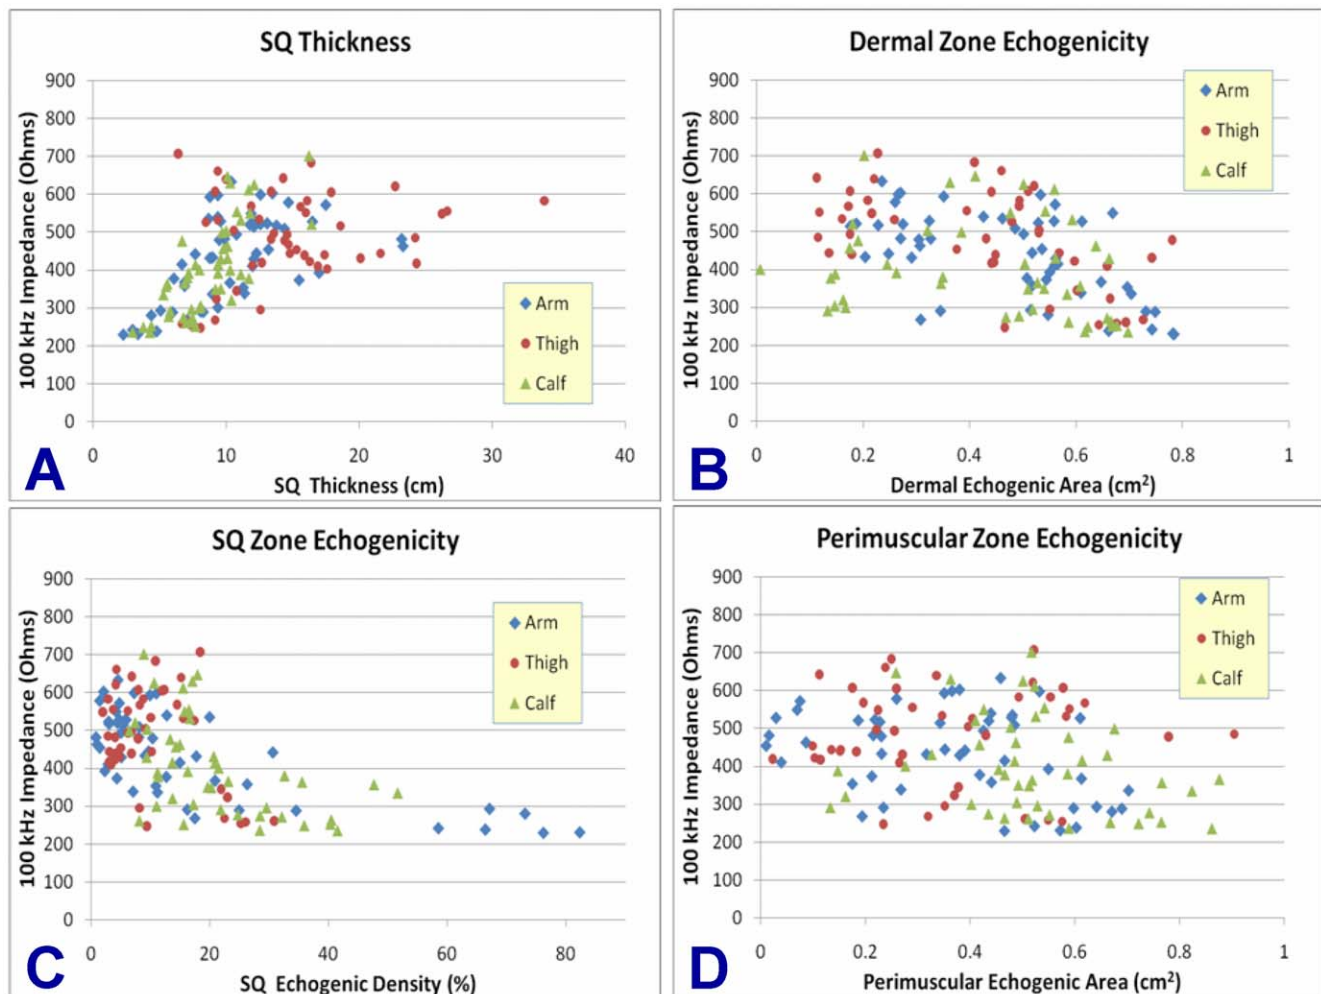 SQ Thickness
100 kHz Impedance (Ohms)
900
800
700
600
500
400
300
200
100
0
0 10 20 30 40
SQ Thickness (cm)
Arm
Thigh
Calf
A
Dermal Zone Echogenicity
100 kHz Impedance (Ohms)
900
800
700
600
500
400
300
200
100
0
0 0.2 0.4 0.6 0.8 1
Dermal Echogenic Area (cm²)
Arm
Thigh
Calf
B
SQ Zone Echogenicity
100 kHz Impedance (Ohms)
900
800
700
600
500
400
300
200
100
0
0 20 40 60 80
SQ Echogenic Density (%)
Arm
Thigh
Calf
C
Perimuscular Zone Echogenicity
100 kHz Impedance (Ohms)
900
800
700
600
500
400
300
200
100
0
0 0.2 0.4 0.6 0.8 1
Perimuscular Echogenic Area (cm²)
Arm
Thigh
Calf
D